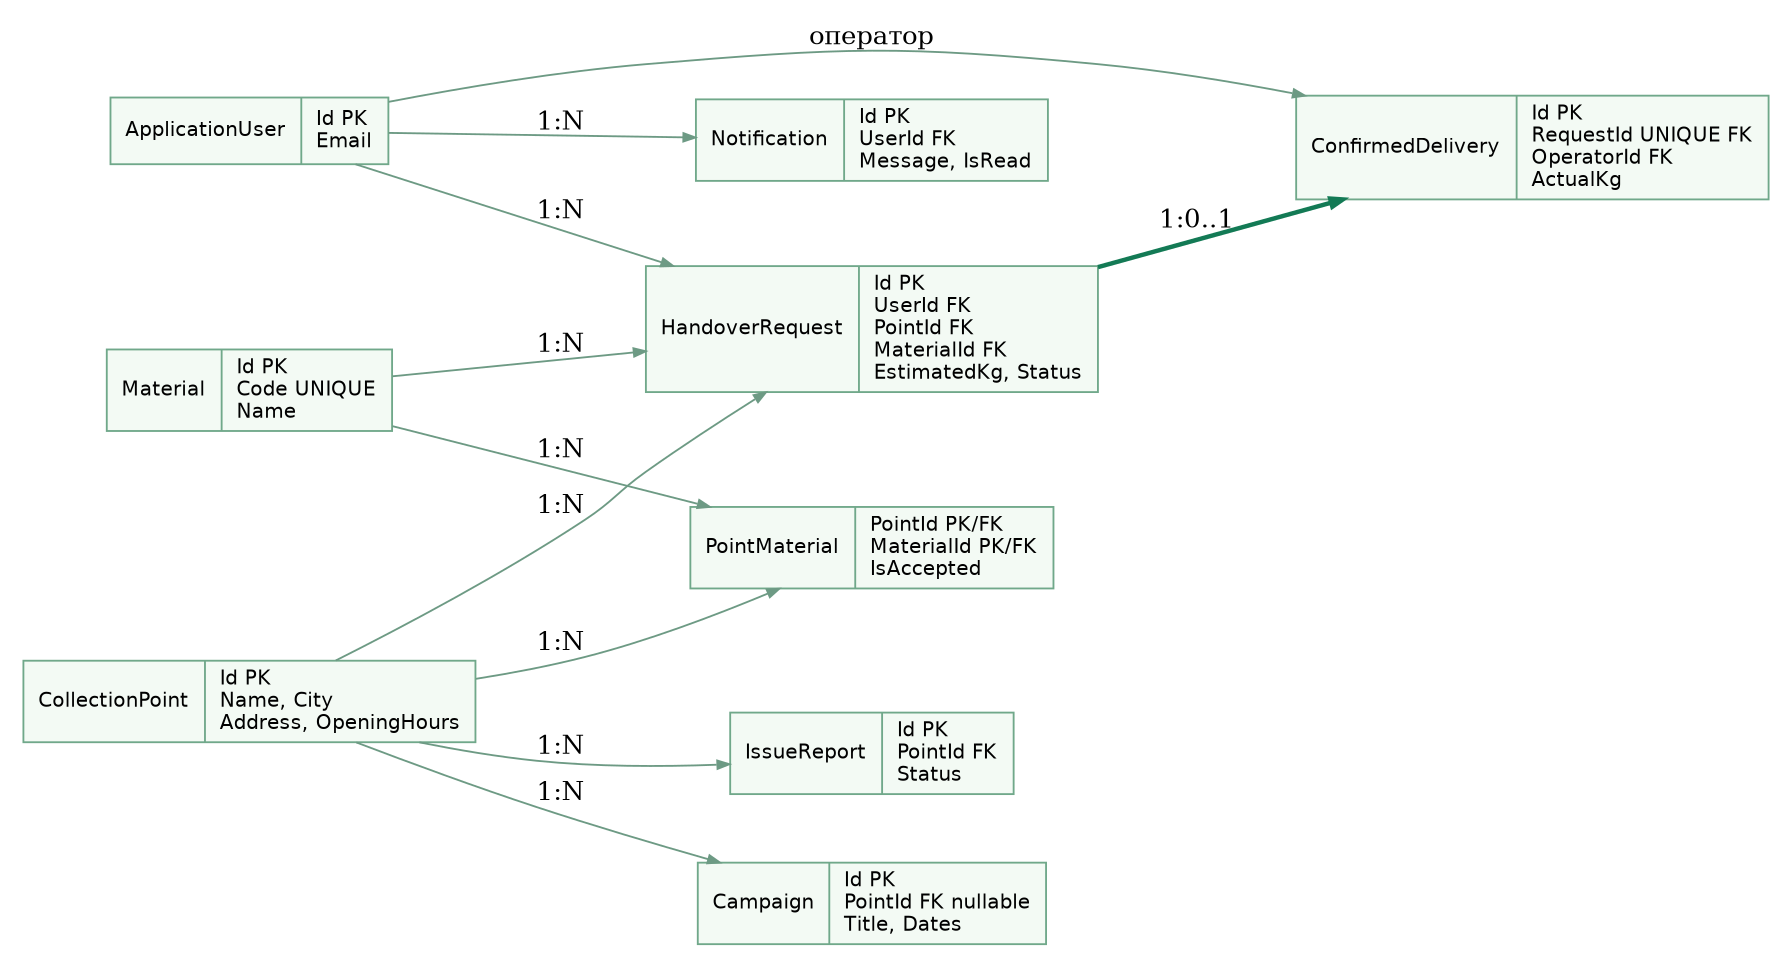 оператор
ApplicationUser
Id PK
Email
1:N
Notification
Id PK
UserId FK
Message, IsRead
ConfirmedDelivery
Id PK
RequestId UNIQUE FK
OperatorId FK
ActualKg
1:N
1:0..1
HandoverRequest
Id PK
UserId FK
PointId FK
MaterialId FK
EstimatedKg, Status
1:N
Material
Id PK
Code UNIQUE
Name
1:N
1:N
PointMaterial
PointId PK/FK
MaterialId PK/FK
IsAccepted
1:N
CollectionPoint
Id PK
Name, City
Address, OpeningHours
1:N
IssueReport
Id PK
PointId FK
Status
1:N
Campaign
Id PK
PointId FK nullable
Title, Dates